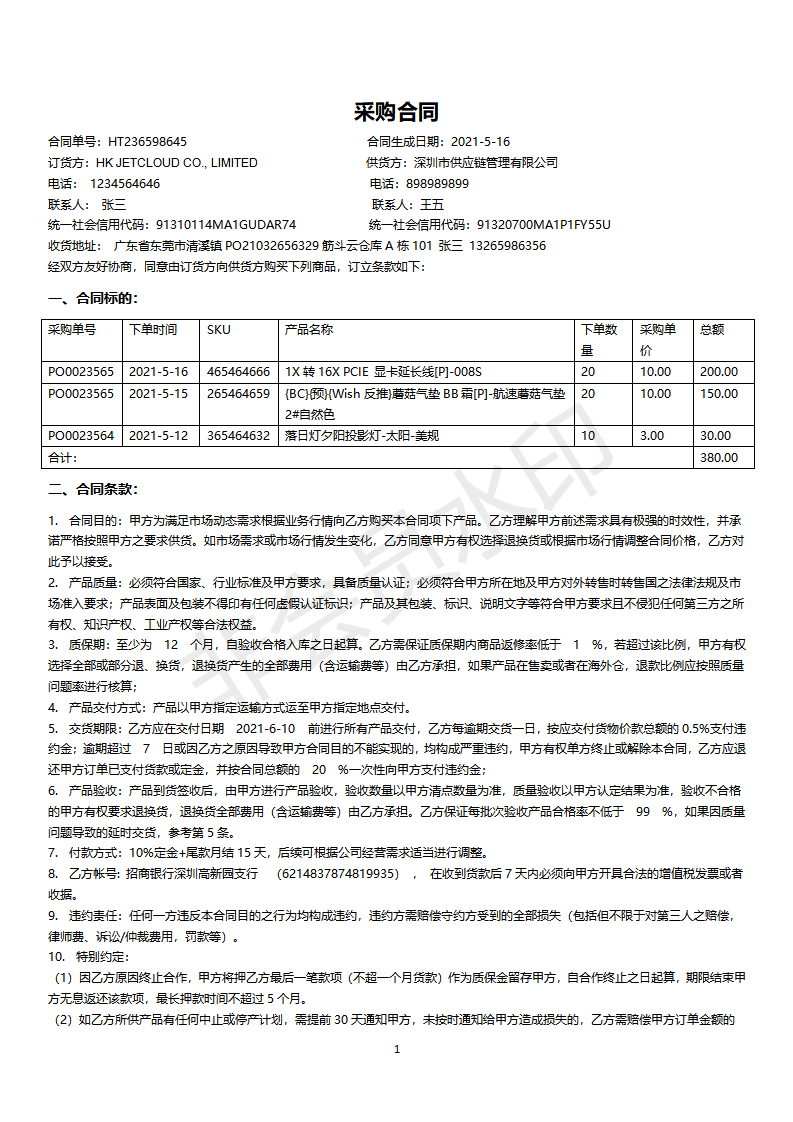 采购合同
合同单号：HT236598645 合同生成日期：2021-5-16
订货方：HK JETCLOUD CO., LIMITED 供货方：深圳市供应链管理有限公司
电话： 1234564646 电话：898989899
联系人： 张三 联系人：王五
统一社会信用代码：91310114MA1GUDAR74 统一社会信用代码：91320700MA1P1FY55U
收货地址： 广东省东莞市清溪镇 PO21032656329 筋斗云仓库 A 栋 101 张三 13265986356
经双方友好协商，同意由订货方向供货方购买下列商品，订立条款如下：
一、合同标的：
采购单号 下单时间 SKU 产品名称 下单数量 采购单价 总额
PO0023565 2021-5-16 465464666 1X 转 16X PCIE 显卡延长线[P]-008S 20 10.00 200.00
PO0023565 2021-5-15 265464659 {BC}{预}{Wish 反推}蘑菇气垫 BB 霜[P]-航速蘑菇气垫 20 10.00 150.00
2#自然色
PO0023564 2021-5-12 365464632 落日灯夕阳投影灯-太阳-美规 10 3.00 30.00
合计： 380.00
二、合同条款：
1. 合同目的：甲方为满足市场动态需求根据业务行情向乙方购买本合同项下产品。乙方理解甲方前述需求具有极强的时效性，并承
诺严格按照甲方之要求供货。如市场需求或市场行情发生变化，乙方同意甲方有权选择退换货或根据市场行情调整合同价格，乙方对
此予以接受。
2. 产品质量：必须符合国家、行业标准及甲方要求，具备质量认证；必须符合甲方所在地及甲方对外转售时转售国之法律法规及市
场准入要求；产品表面及包装不得印有任何虚假认证标识；产品及其包装、标识、说明文字等符合甲方要求且不侵犯任何第三方之所
有权、知识产权、工业产权等合法权益。
3. 质保期：至少为 12 个月，自验收合格入库之日起算。乙方需保证质保期内商品返修率低于 1 %，若超过该比例，甲方有权
选择全部或部分退、换货，退换货产生的全部费用（含运输费等）由乙方承担，如果产品在售卖或者在海外仓，退款比例应按照质量
问题率进行核算；
4. 产品交付方式：产品以甲方指定运输方式运至甲方指定地点交付。
5. 交货期限：乙方应在交付日期 2021-6-10 前进行所有产品交付，乙方每逾期交货一日，按应交付货物价款总额的 0.5%支付违
约金；逾期超过 7 日或因乙方之原因导致甲方合同目的不能实现的，均构成严重违约，甲方有权单方终止或解除本合同，乙方应退
还甲方订单已支付货款或定金，并按合同总额的 20 %一次性向甲方支付违约金；
6. 产品验收：产品到货签收后，由甲方进行产品验收，验收数量以甲方清点数量为准，质量验收以甲方认定结果为准，验收不合格
的甲方有权要求退换货，退换货全部费用（含运输费等）由乙方承担。乙方保证每批次验收产品合格率不低于 99 %，如果因质量
问题导致的延时交货，参考第 5 条。
7. 付款方式：10%定金+尾款月结 15 天，后续可根据公司经营需求适当进行调整。
8. 乙方帐号: 招商银行深圳高新园支行 （6214837874819935）， 在收到货款后 7 天内必须向甲方开具合法的增值税发票或者
收据。
9. 违约责任：任何一方违反本合同目的之行为均构成违约，违约方需赔偿守约方受到的全部损失（包括但不限于对第三人之赔偿，
律师费、诉讼/仲裁费用，罚款等）。
10. 特别约定：
（1）因乙方原因终止合作，甲方将押乙方最后一笔款项（不超一个月货款）作为质保金留存甲方，自合作终止之日起算，期限结束甲
方无息返还该款项，最长押款时间不超过 5 个月。
（2）如乙方所供产品有任何中止或停产计划，需提前 30 天通知甲方，未按时通知给甲方造成损失的，乙方需赔偿甲方订单金额的
1
非会员水印